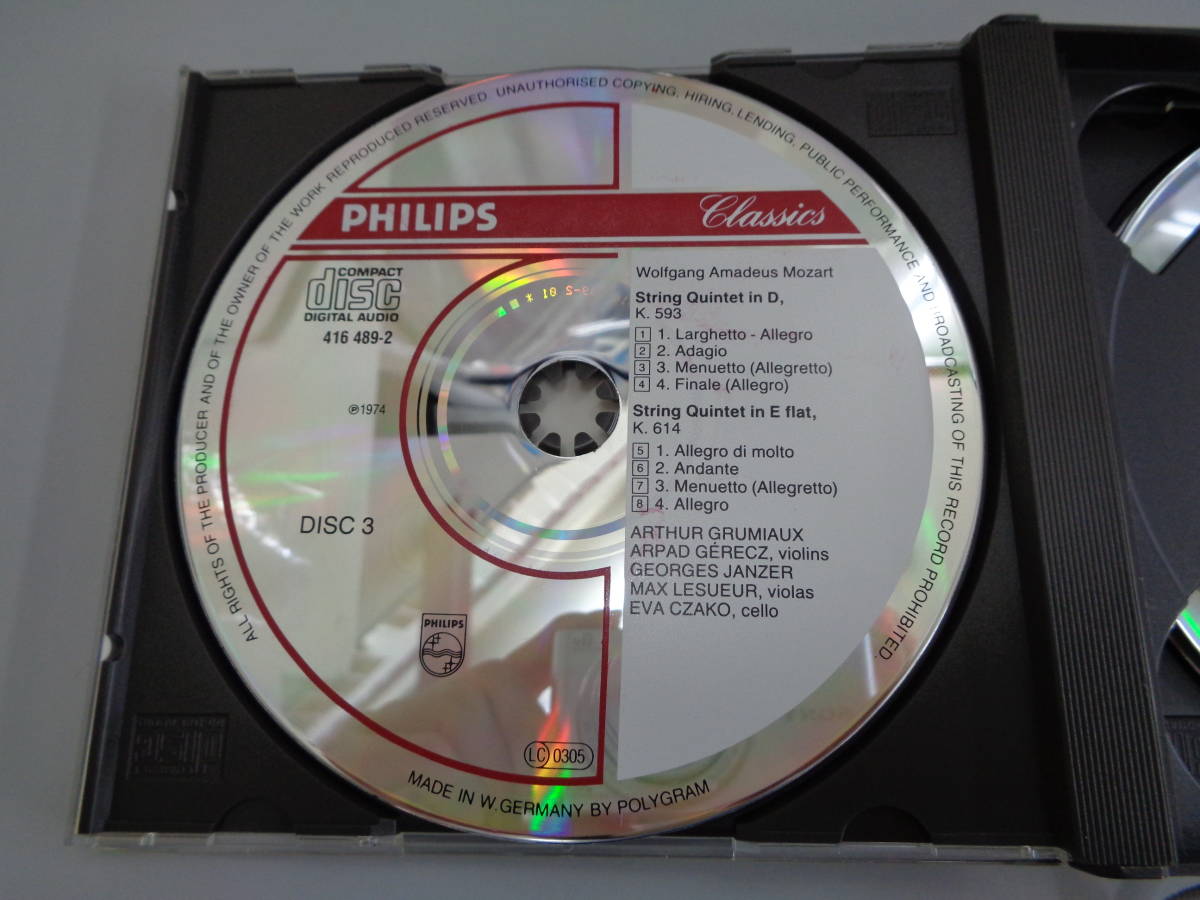 ALL RIGHTS OF THE PRODUCER AND OF THE OWNER OF THE WORK REPRODUCED RESERVED UNAUTHORISED COPYING, HIRING, LENDING, PUBLIC PERFORMANCE AND BROADCASTING OF THIS RECORD PROHIBITED.
PHILIPS Classics
COMPACT
disc
DIGITAL AUDIO
416 489-2
℗1974
DISC 3
Wolfgang Amadeus Mozart
String Quintet in D,
K. 593
1 1. Larghetto - Allegro
2 2. Adagio
3 3. Menuetto (Allegretto)
4 4. Finale (Allegro)
String Quintet in E flat,
K. 614
5 1. Allegro di molto
6 2. Andante
7 3. Menuetto (Allegretto)
8 4. Allegro
ARTHUR GRUMIAUX
ARPAD GÉRECZ, violins
GEORGES JANZER
MAX LESUEUR, violas
EVA CZAKO, cello
PHILIPS
LC 0305
MADE IN W. GERMANY BY POLYGRAM